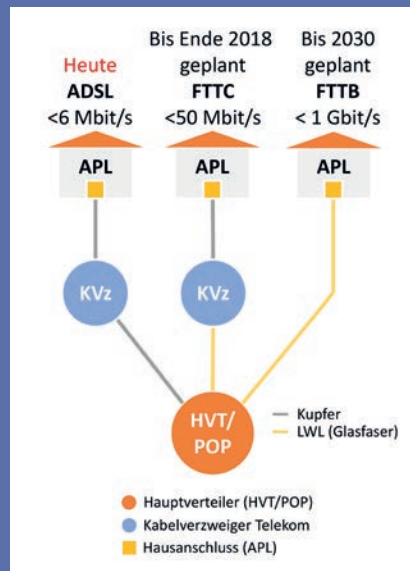 Heute
ADSL
<6 Mbit/s
Bis Ende 2018
geplant
FTTC
<50 Mbit/s
Bis 2030
geplant
FTTB
< 1 Gbit/s
APL
APL
APL
KVz
KVz
HVT/
POP
Kupfer
LWL (Glasfaser)
Hauptverteiler (HVT/POP)
Kabelverzweiger Telekom
Hausanschluss (APL)